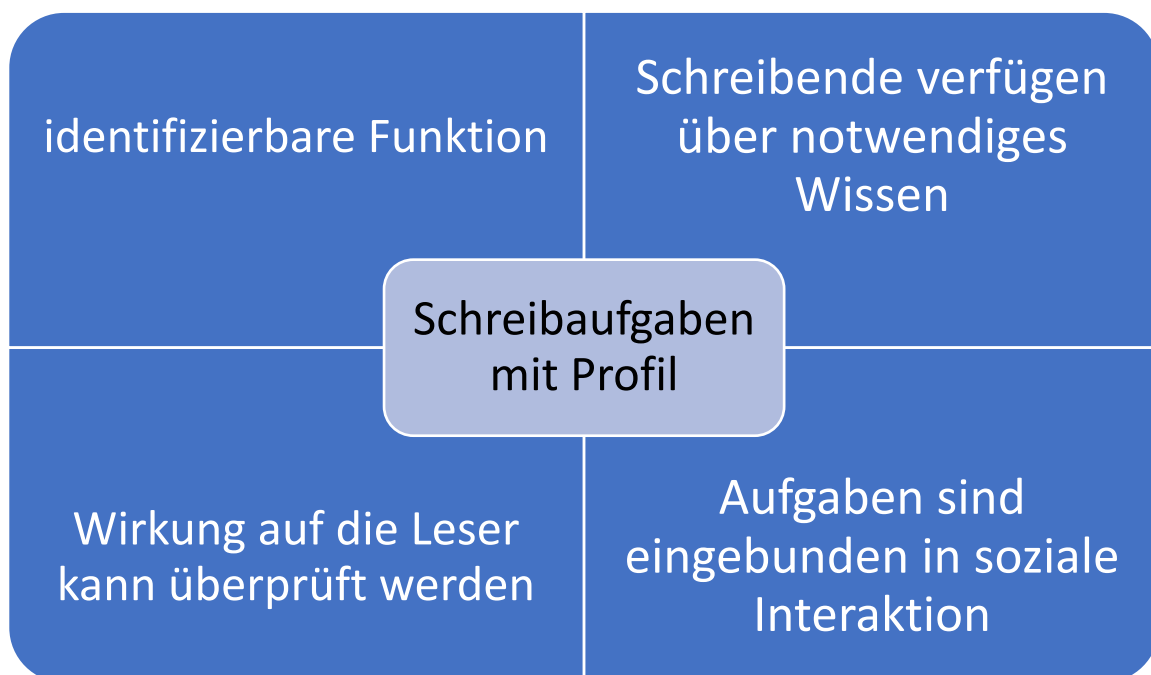 identifizierbare Funktion
Schreibende verfügen
über notwendiges
Wissen
Schreibaufgaben
mit Profil
Wirkung auf die Leser
kann überprüft werden
Aufgaben sind
eingebunden in soziale
Interaktion